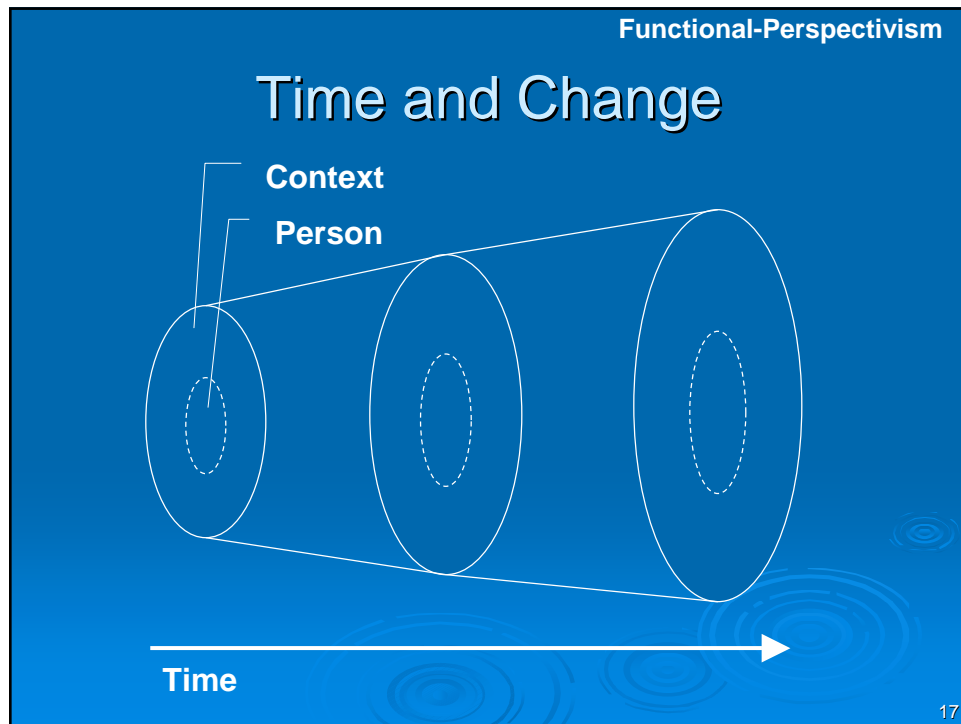 Functional-Perspectivism
Time and Change
Context
Person
Time
17